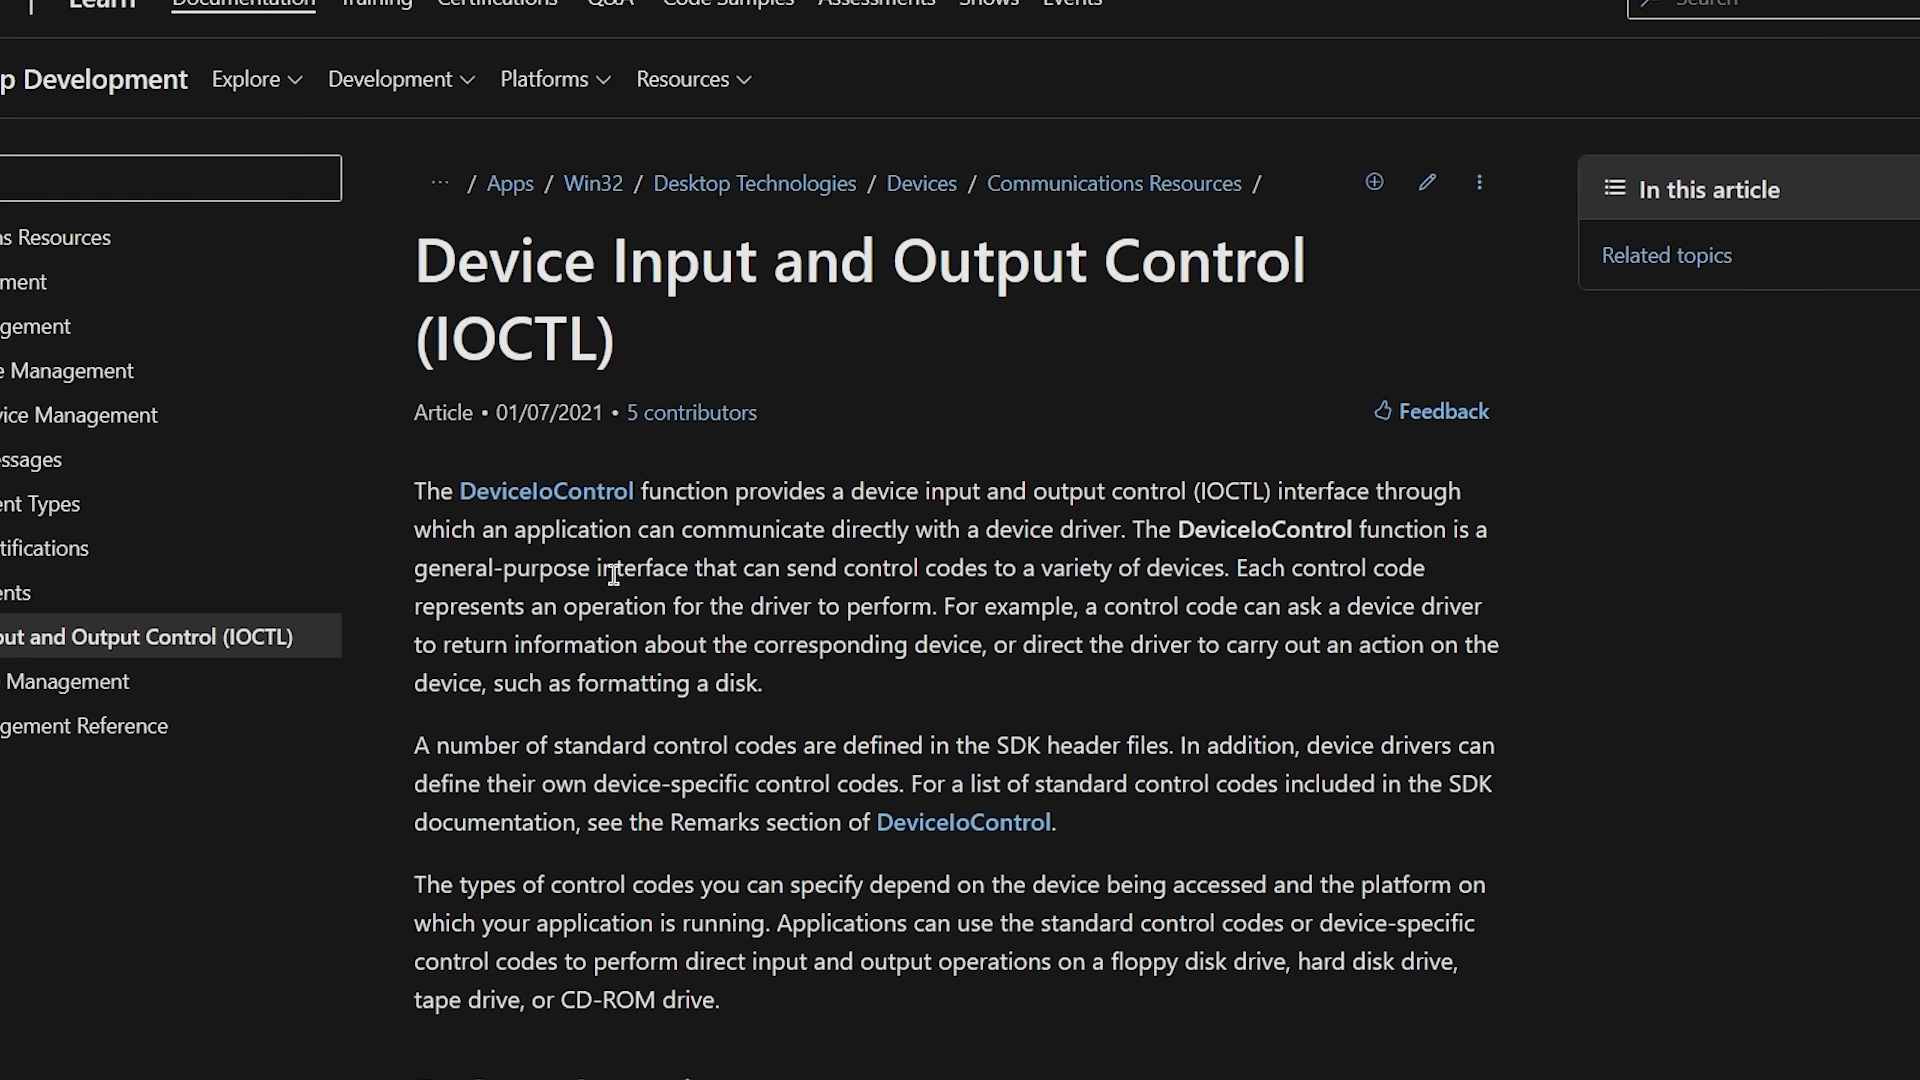 Learn Documentation Training Certifications Q&A Code Samples Assessments Shows Events Search
p Development Explore Development Platforms Resources
··· / Apps / Win32 / Desktop Technologies / Devices / Communications Resources /
In this article
Related topics
s Resources
ment
gement
e Management
vice Management
essages
ent Types
tifications
ents
put and Output Control (IOCTL)
Management
gement Reference
Device Input and Output Control
(IOCTL)
Article • 01/07/2021 • 5 contributors
Feedback
The DeviceIoControl function provides a device input and output control (IOCTL) interface through
which an application can communicate directly with a device driver. The DeviceIoControl function is a
general-purpose interface that can send control codes to a variety of devices. Each control code
represents an operation for the driver to perform. For example, a control code can ask a device driver
to return information about the corresponding device, or direct the driver to carry out an action on the
device, such as formatting a disk.
A number of standard control codes are defined in the SDK header files. In addition, device drivers can
define their own device-specific control codes. For a list of standard control codes included in the SDK
documentation, see the Remarks section of DeviceIoControl.
The types of control codes you can specify depend on the device being accessed and the platform on
which your application is running. Applications can use the standard control codes or device-specific
control codes to perform direct input and output operations on a floppy disk drive, hard disk drive,
tape drive, or CD-ROM drive.